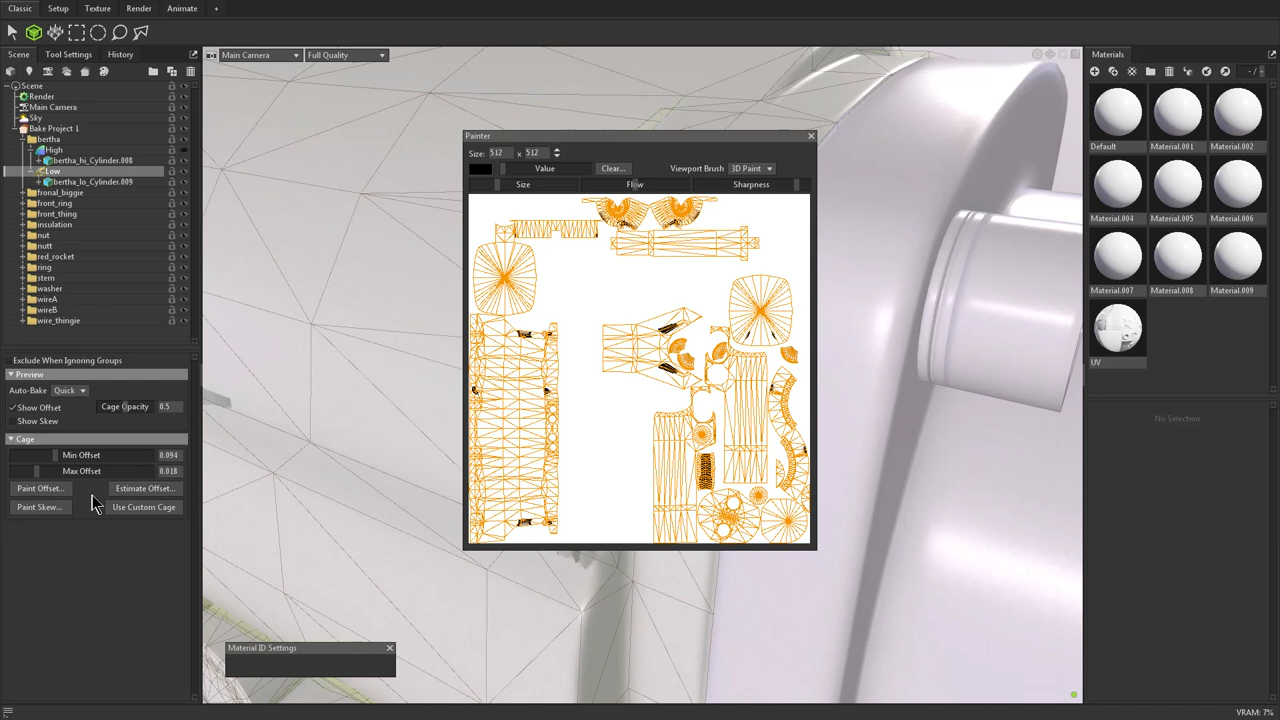 Classic Setup Texture Render Animate +
Scene Tool Settings History
Main Camera Full Quality
Materials
- /
Scene
Render
Main Camera
Sky
Bake Project 1
bertha
High
bertha_hi_Cylinder.008
Low
bertha_lo_Cylinder.009
fronal_biggie
front_ring
front_thing
insulation
nut
nutt
red_rocket
ring
stem
washer
wireA
wireB
wire_thingie
Exclude When Ignoring Groups
Preview
Auto-Bake Quick
Show Offset Cage Opacity 0.5
Show Skew
Cage
Min Offset 0.094
Max Offset 0.018
Paint Offset... Estimate Offset...
Paint Skew... Use Custom Cage
Painter
Size: 512 x 512
Value Clear... Viewport Brush 3D Paint
Size Flow Sharpness
Material ID Settings
Default Material.001 Material.002
Material.004 Material.005 Material.006
Material.007 Material.008 Material.009
UV
No Selection
VRAM: 7%